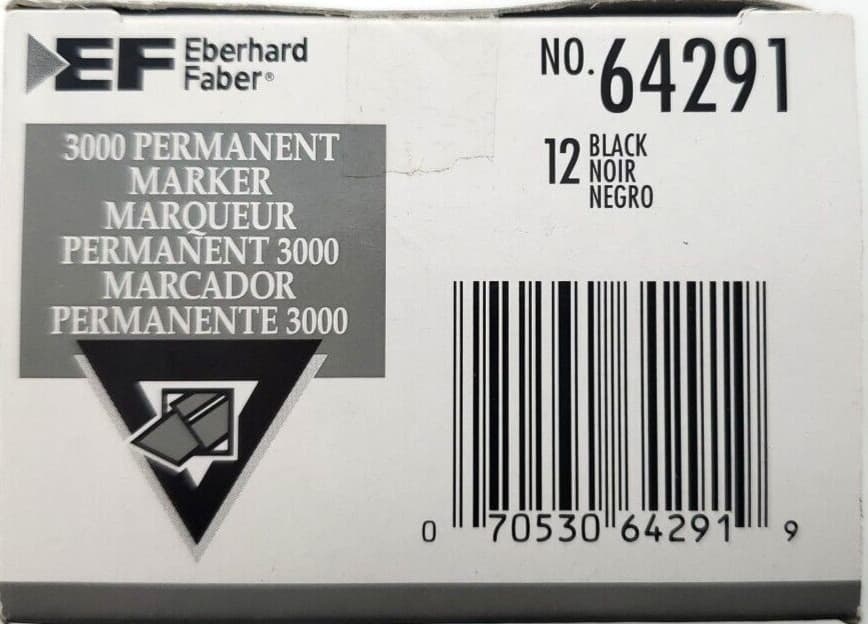 EF Eberhard
Faber®
NO. 64291
12 BLACK
NOIR
NEGRO
3000 PERMANENT
MARKER
MARQUEUR
PERMANENT 3000
MARCADOR
PERMANENTE 3000
0 70530 64291 9